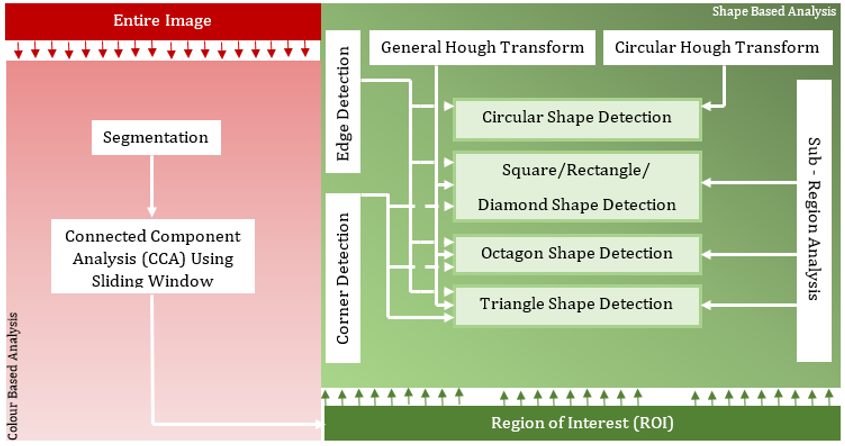 Entire Image
Segmentation
Connected Component
Analysis (CCA) Using
Sliding Window
Colour Based Analysis
Shape Based Analysis
General Hough Transform
Circular Hough Transform
Edge Detection
Corner Detection
Circular Shape Detection
Square/Rectangle/
Diamond Shape Detection
Octagon Shape Detection
Triangle Shape Detection
Sub - Region Analysis
Region of Interest (ROI)